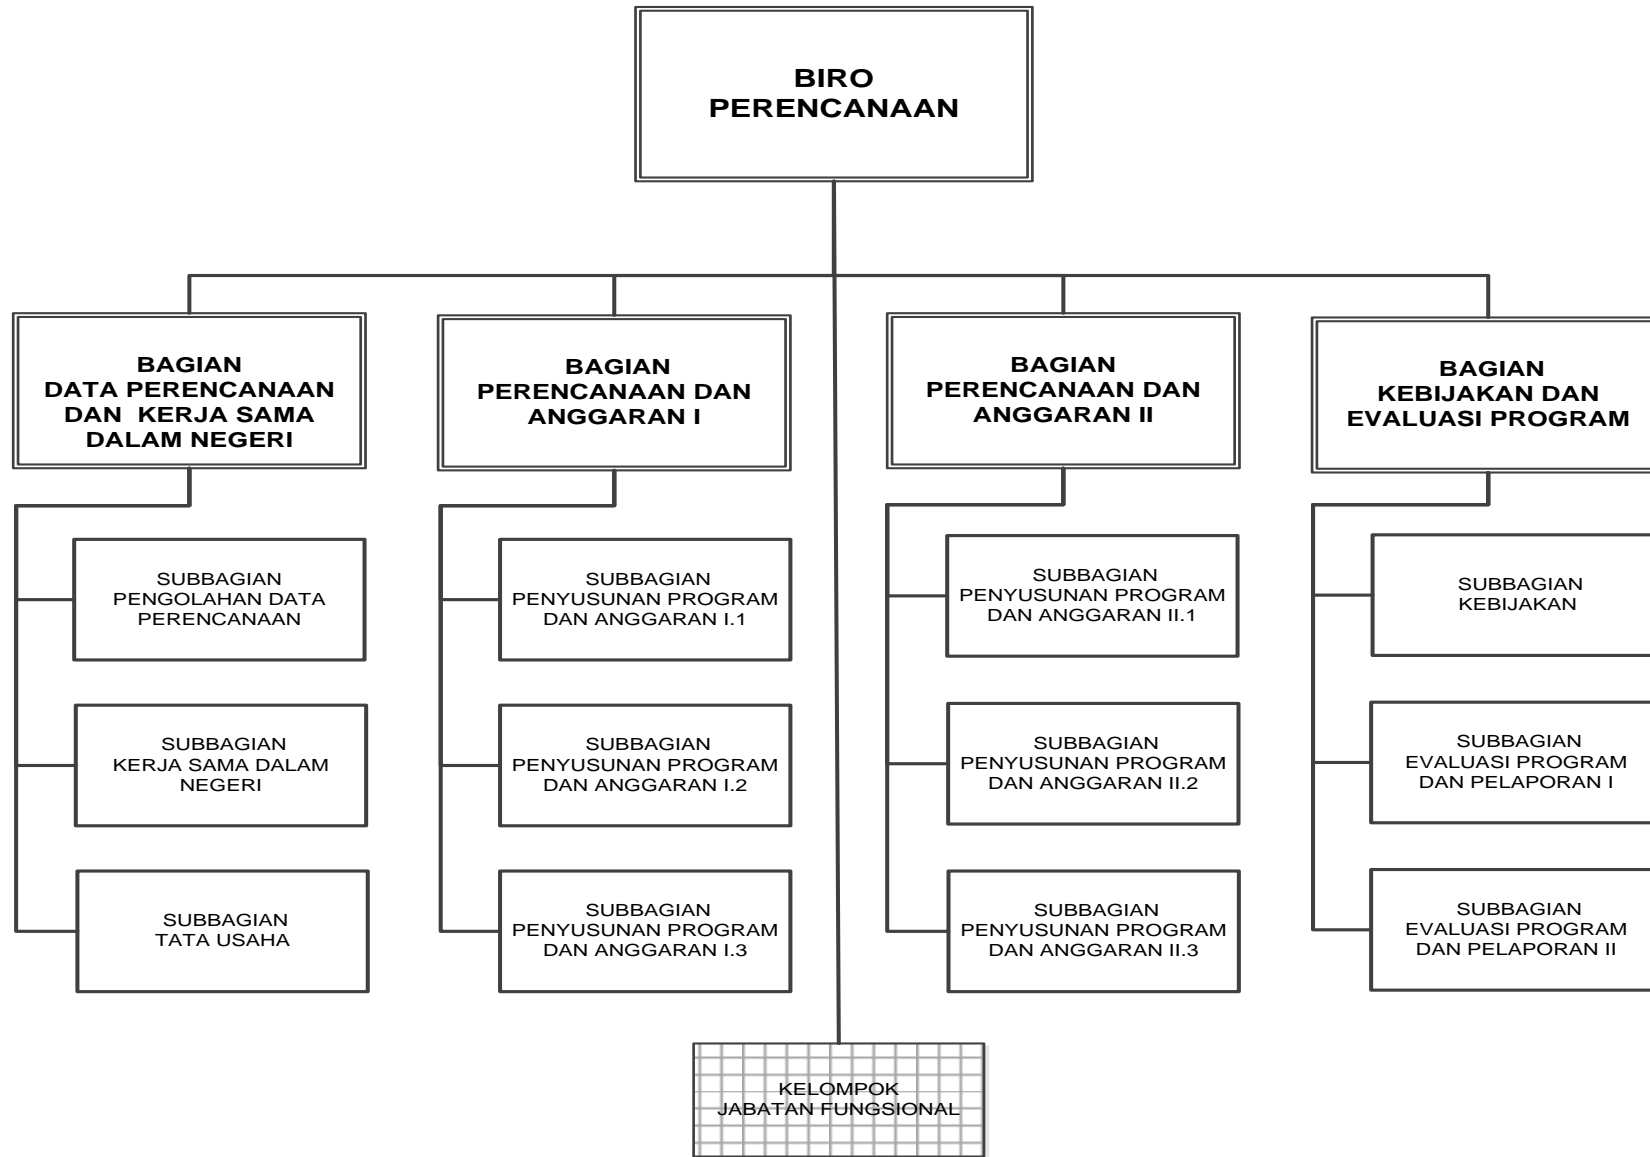 BIRO
PERENCANAAN
BAGIAN
DATA PERENCANAAN
DAN KERJA SAMA
DALAM NEGERI
BAGIAN
PERENCANAAN DAN
ANGGARAN I
BAGIAN
PERENCANAAN DAN
ANGGARAN II
BAGIAN
KEBIJAKAN DAN
EVALUASI PROGRAM
SUBBAGIAN
PENGOLAHAN DATA
PERENCANAAN
SUBBAGIAN
PENYUSUNAN PROGRAM
DAN ANGGARAN I.1
SUBBAGIAN
PENYUSUNAN PROGRAM
DAN ANGGARAN II.1
SUBBAGIAN
KEBIJAKAN
SUBBAGIAN
KERJA SAMA DALAM
NEGERI
SUBBAGIAN
PENYUSUNAN PROGRAM
DAN ANGGARAN I.2
SUBBAGIAN
PENYUSUNAN PROGRAM
DAN ANGGARAN II.2
SUBBAGIAN
EVALUASI PROGRAM
DAN PELAPORAN I
SUBBAGIAN
TATA USAHA
SUBBAGIAN
PENYUSUNAN PROGRAM
DAN ANGGARAN I.3
SUBBAGIAN
PENYUSUNAN PROGRAM
DAN ANGGARAN II.3
SUBBAGIAN
EVALUASI PROGRAM
DAN PELAPORAN II
KELOMPOK
JABATAN FUNGSIONAL